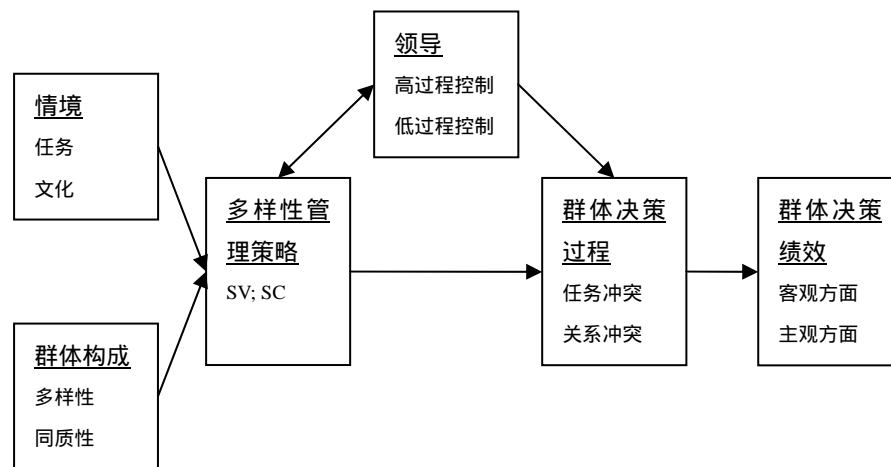 领导
高过程控制
低过程控制
情境
任务
文化
多样性管
理策略
SV; SC
群体决策
过程
任务冲突
关系冲突
群体决策
绩效
客观方面
主观方面
群体构成
多样性
同质性